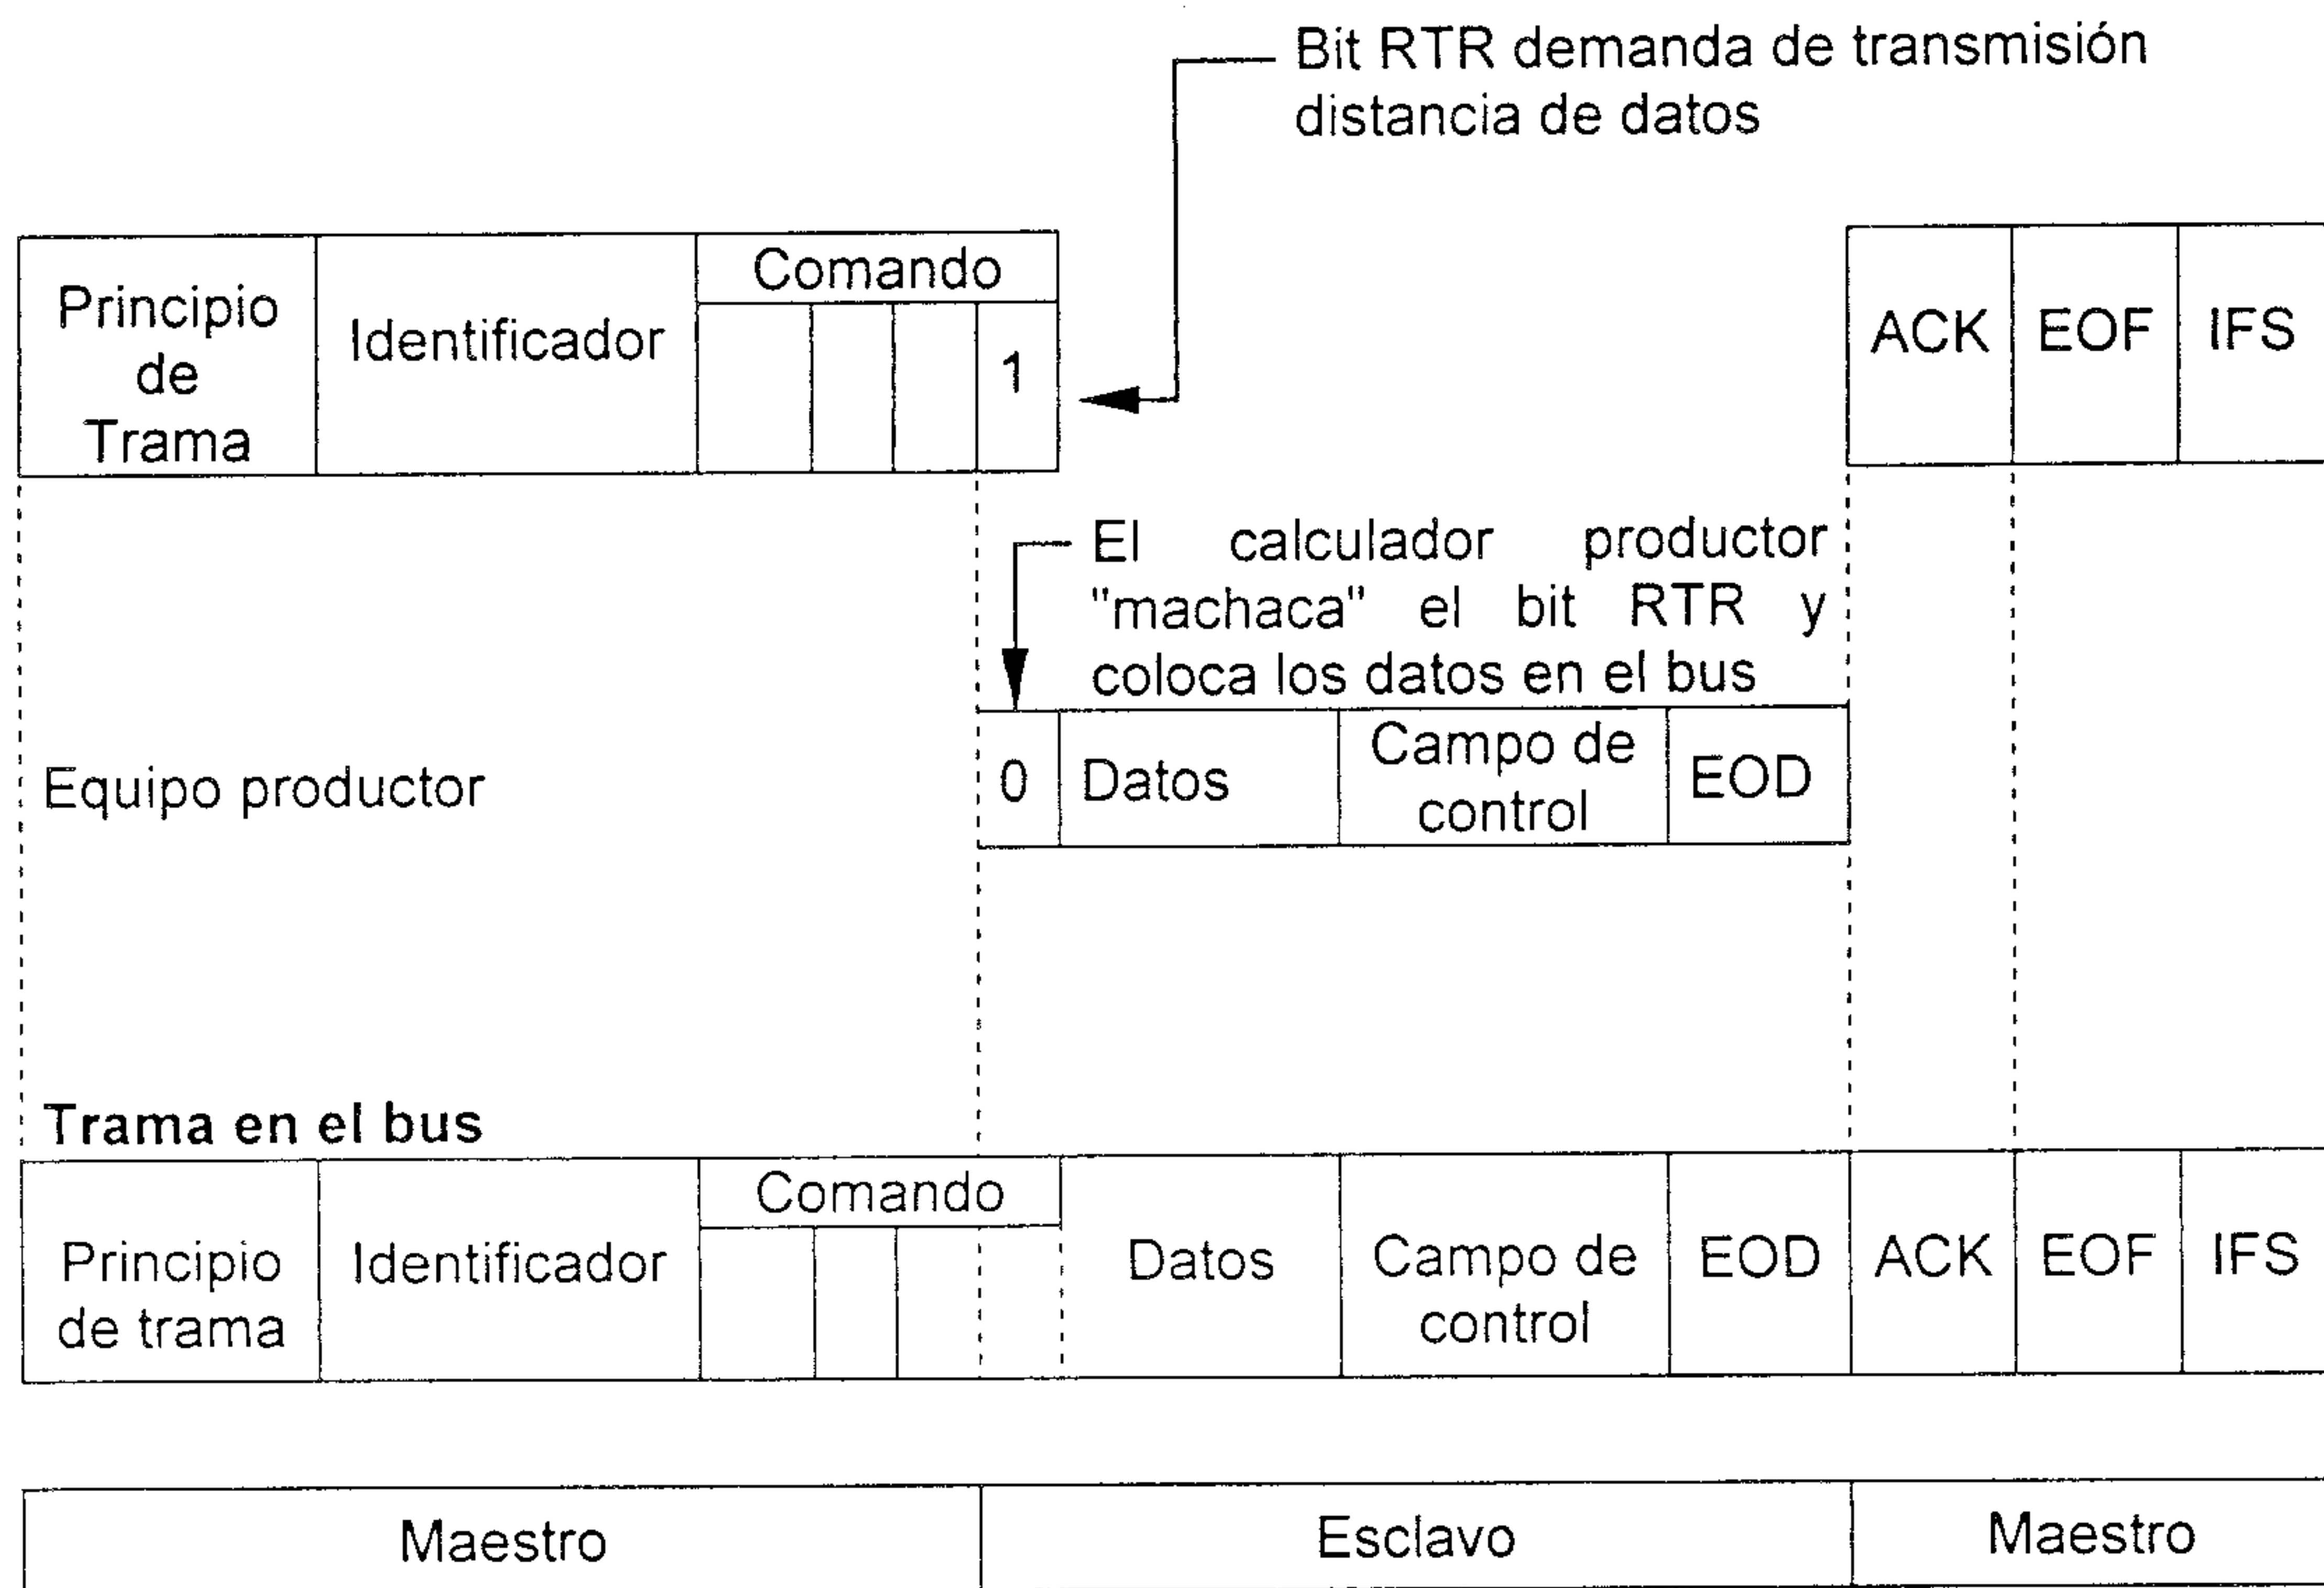 Bit RTR demanda de transmisión
distancia de datos
Principio
de
Trama
Identificador
Comando
1
ACK
EOF
IFS
El calculador productor
"machaca" el bit RTR y
coloca los datos en el bus
Equipo productor
0
Datos
Campo de
control
EOD
Trama en el bus
Principio
de trama
Identificador
Comando
Datos
Campo de
control
EOD
ACK
EOF
IFS
Maestro
Esclavo
Maestro